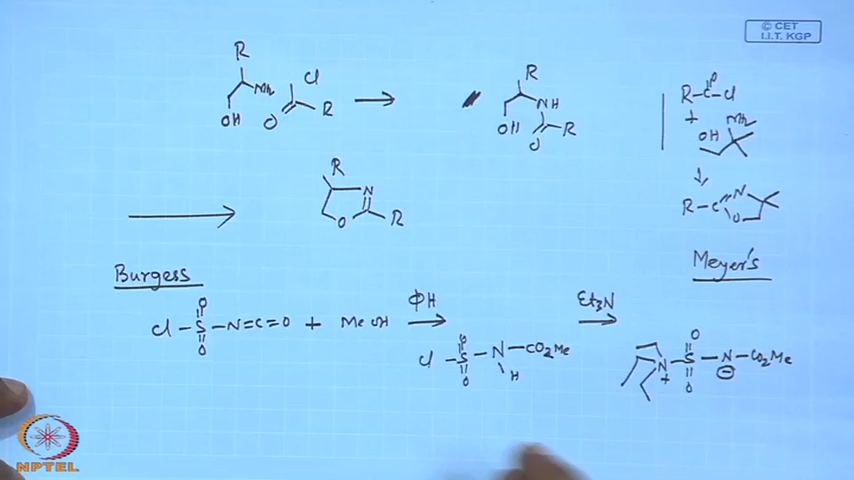 © CET
I.I.T. KGP
R
NH2 Cl
OH O R
R
NH
OH O R
R-C-Cl
O
+
OH NH2
R
N
O R
R-C N
O
Meyer's
Burgess
O
Cl-S-N=C=O + MeOH
O
ΦH
O
Cl-S-N-CO2Me
O H
Et3N
O
N-S-N-CO2Me
+ O ⊖
NPTEL